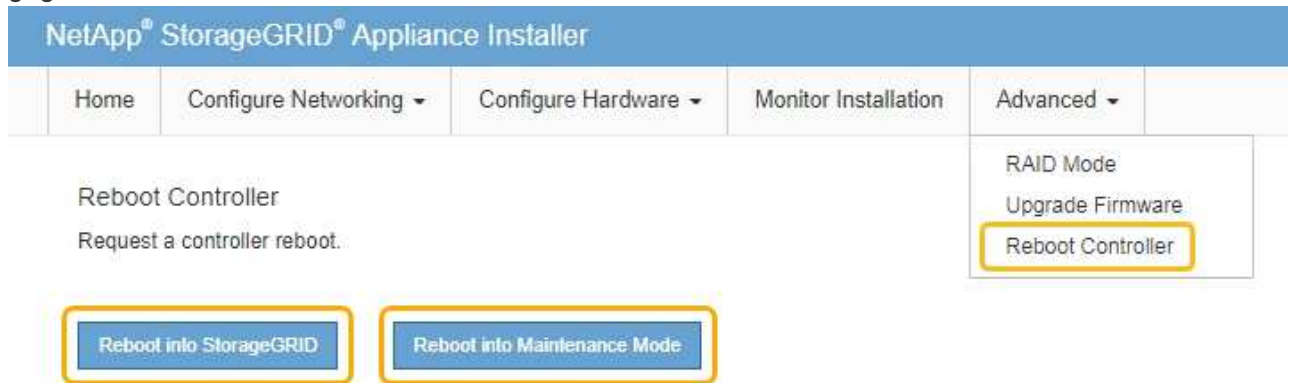 NetApp® StorageGRID® Appliance Installer
Home Configure Networking Configure Hardware Monitor Installation Advanced
RAID Mode
Upgrade Firmware
Reboot Controller
Reboot Controller
Request a controller reboot.
Reboot into StorageGRID Reboot into Maintenance Mode